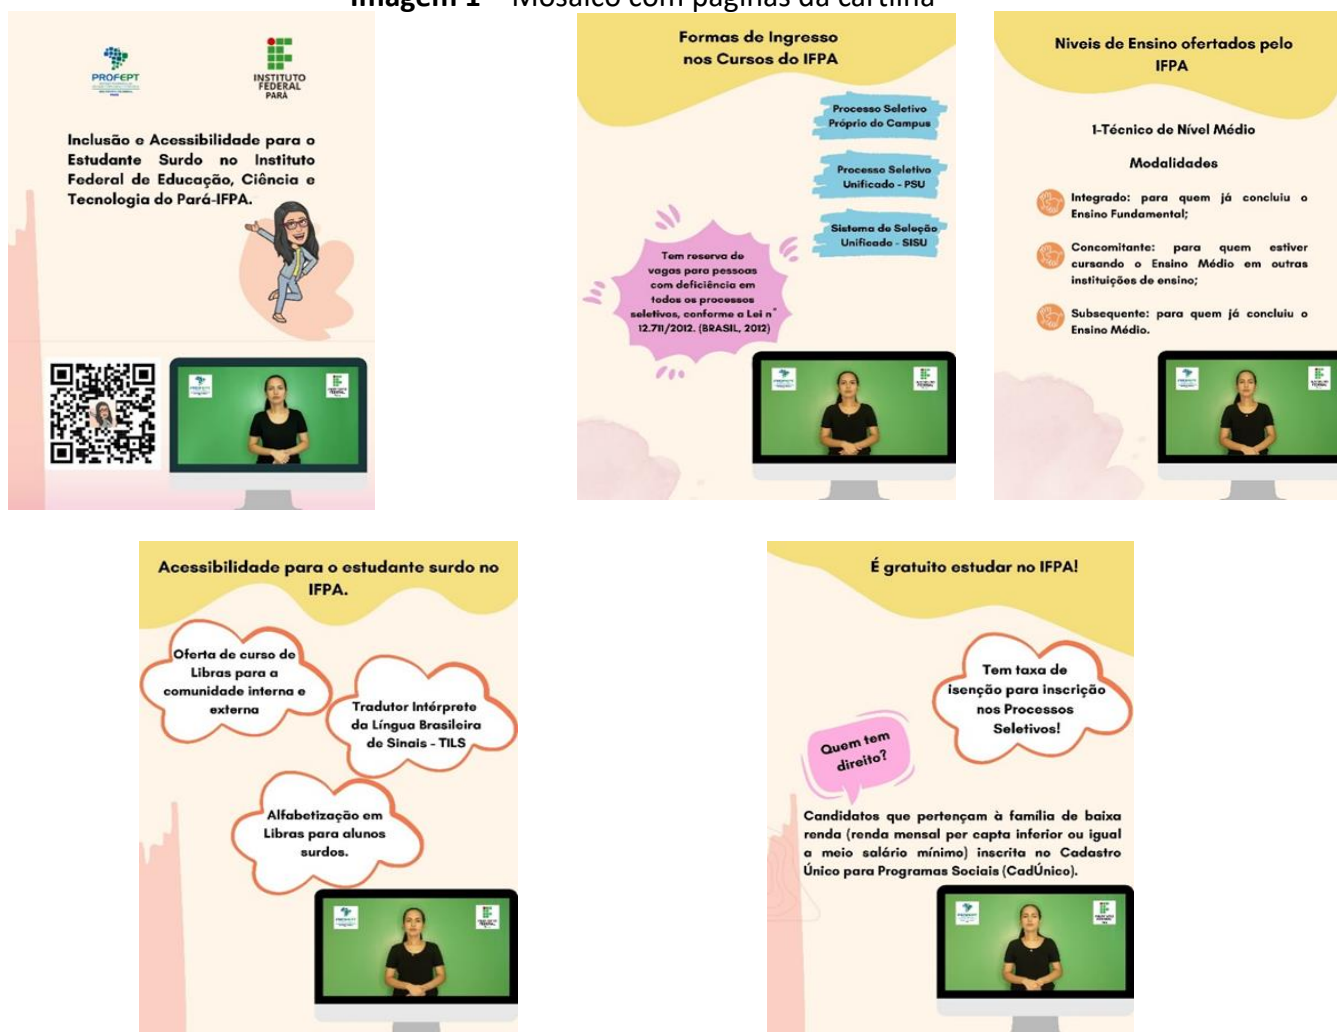 Imagem 1 – Mosaico com páginas da cartilha
PROFEPT
INSTITUTO
FEDERAL
PARÁ
Inclusão e Acessibilidade para o
Estudante Surdo no Instituto
Federal de Educação, Ciência e
Tecnologia do Pará-IFPA.
Formas de Ingresso
nos Cursos do IFPA
Processo Seletivo
Próprio do Campus
Processo Seletivo
Unificado - PSU
Sistema de Seleção
Unificado - SISU
Tem reserva de
vagas para pessoas
com deficiência em
todos os processos
seletivos, conforme a Lei n°
12.711/2012. (BRASIL, 2012)
Niveis de Ensino ofertados pelo
IFPA
1-Técnico de Nível Médio
Modalidades
Integrado: para quem já concluiu o
Ensino Fundamental;
Concomitante: para quem estiver
cursando o Ensino Médio em outras
instituições de ensino;
Subsequente: para quem já concluiu o
Ensino Médio.
Acessibilidade para o estudante surdo no
IFPA.
Oferta de curso de
Libras para a
comunidade interna e
externa
Tradutor Intérprete
da Língua Brasileira
de Sinais - TILS
Alfabetização em
Libras para alunos
surdos.
É gratuito estudar no IFPA!
Tem taxa de
isenção para inscrição
nos Processos
Seletivos!
Quem tem
direito?
Candidatos que pertençam à família de baixa
renda (renda mensal per capta inferior ou igual
a meio salário mínimo) inscrita no Cadastro
Único para Programas Sociais (CadÚnico).